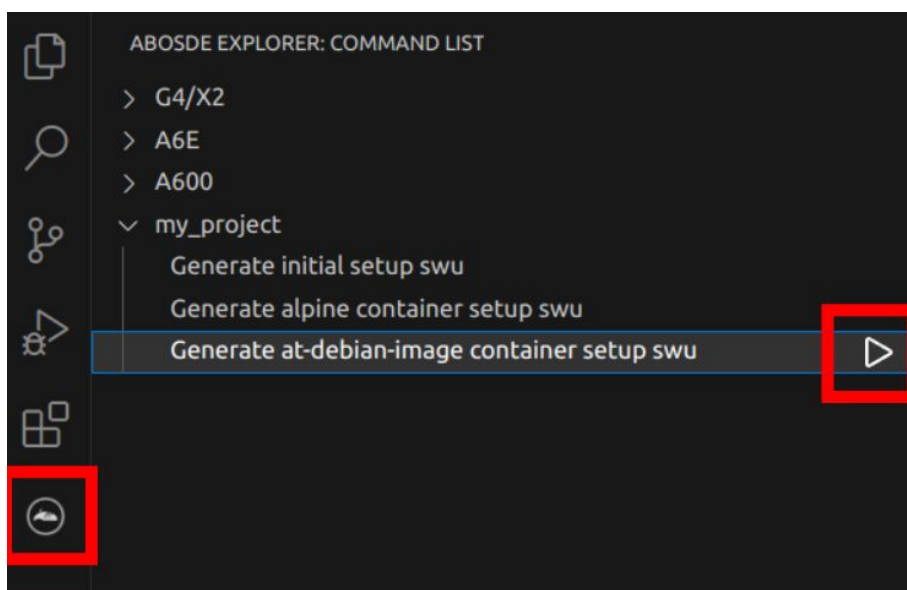 ABOSDE EXPLORER: COMMAND LIST
G4/X2
A6E
A600
my_project
Generate initial setup swu
Generate alpine container setup swu
Generate at-debian-image container setup swu